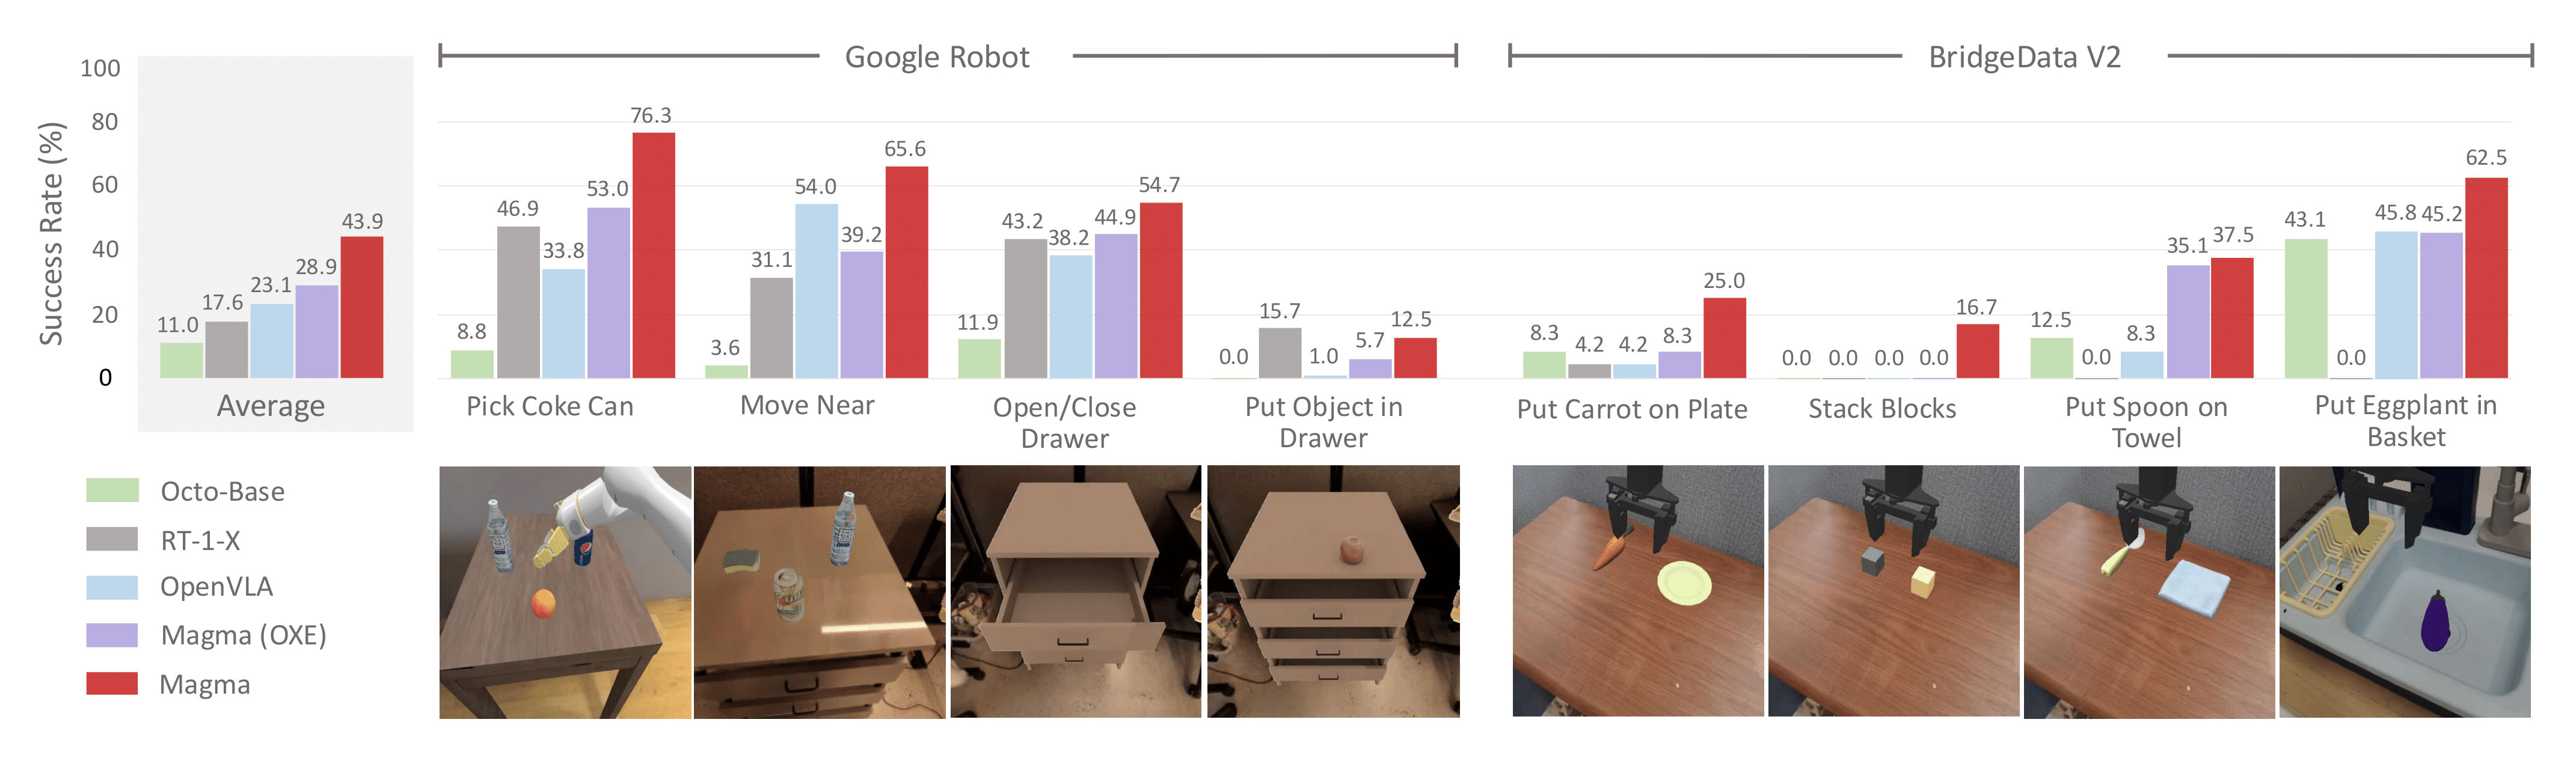 Google Robot
BridgeData V2
Success Rate (%)
100
80
60
40
20
0
11.0
17.6
23.1
28.9
43.9
Average
8.8
46.9
33.8
53.0
76.3
Pick Coke Can
3.6
31.1
54.0
39.2
65.6
Move Near
11.9
43.2
38.2
44.9
54.7
Open/Close
Drawer
0.0
15.7
1.0
5.7
12.5
Put Object in
Drawer
8.3
4.2
4.2
8.3
25.0
Put Carrot on Plate
0.0
0.0
0.0
0.0
16.7
Stack Blocks
12.5
0.0
8.3
35.1
37.5
Put Spoon on
Towel
43.1
0.0
45.8
45.2
62.5
Put Eggplant in
Basket
Octo-Base
RT-1-X
OpenVLA
Magma (OXE)
Magma